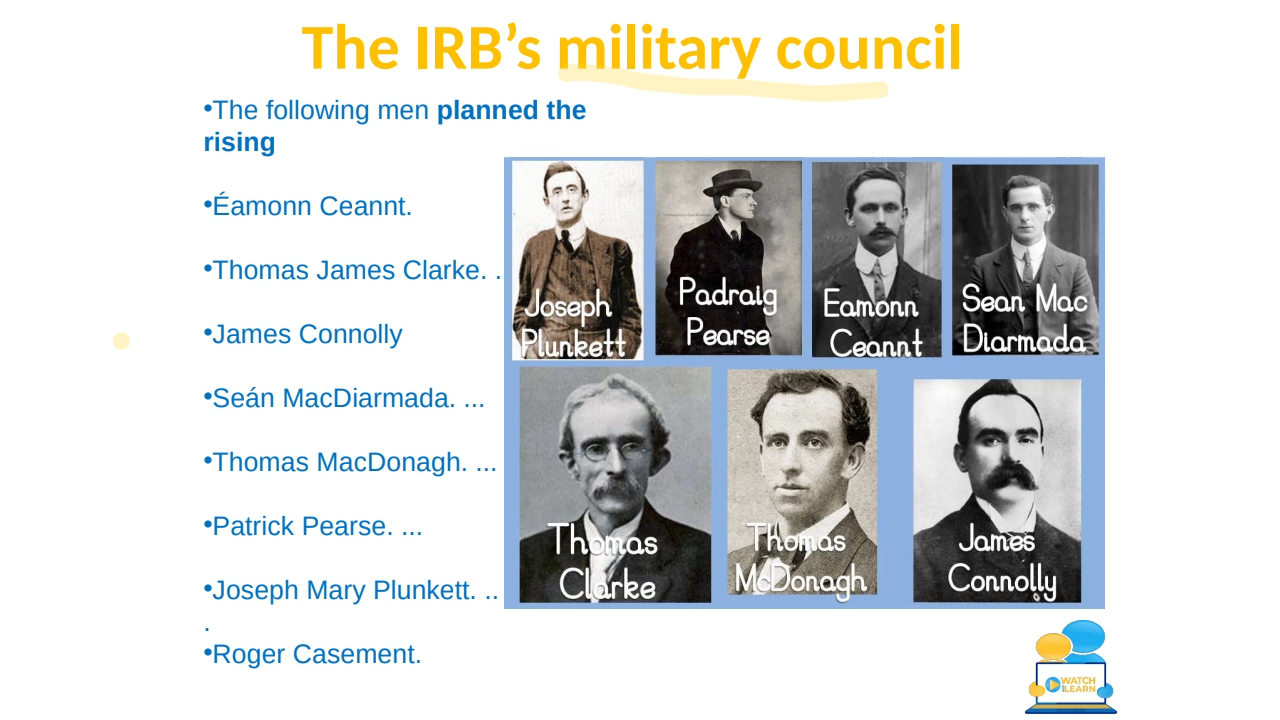 The IRB’s military council
•The following men planned the
rising
•Éamonn Ceannt.
•Thomas James Clarke. .
•James Connolly
•Seán MacDiarmada. ...
•Thomas MacDonagh. ...
•Patrick Pearse. ...
•Joseph Mary Plunkett. ..
.
•Roger Casement.
Joseph
Plunkett
Padraig
Pearse
Eamonn
Ceannt
Sean Mac
Diarmada
Thomas
Clarke
Thomas
McDonagh
James
Connolly
WATCH
LEARN